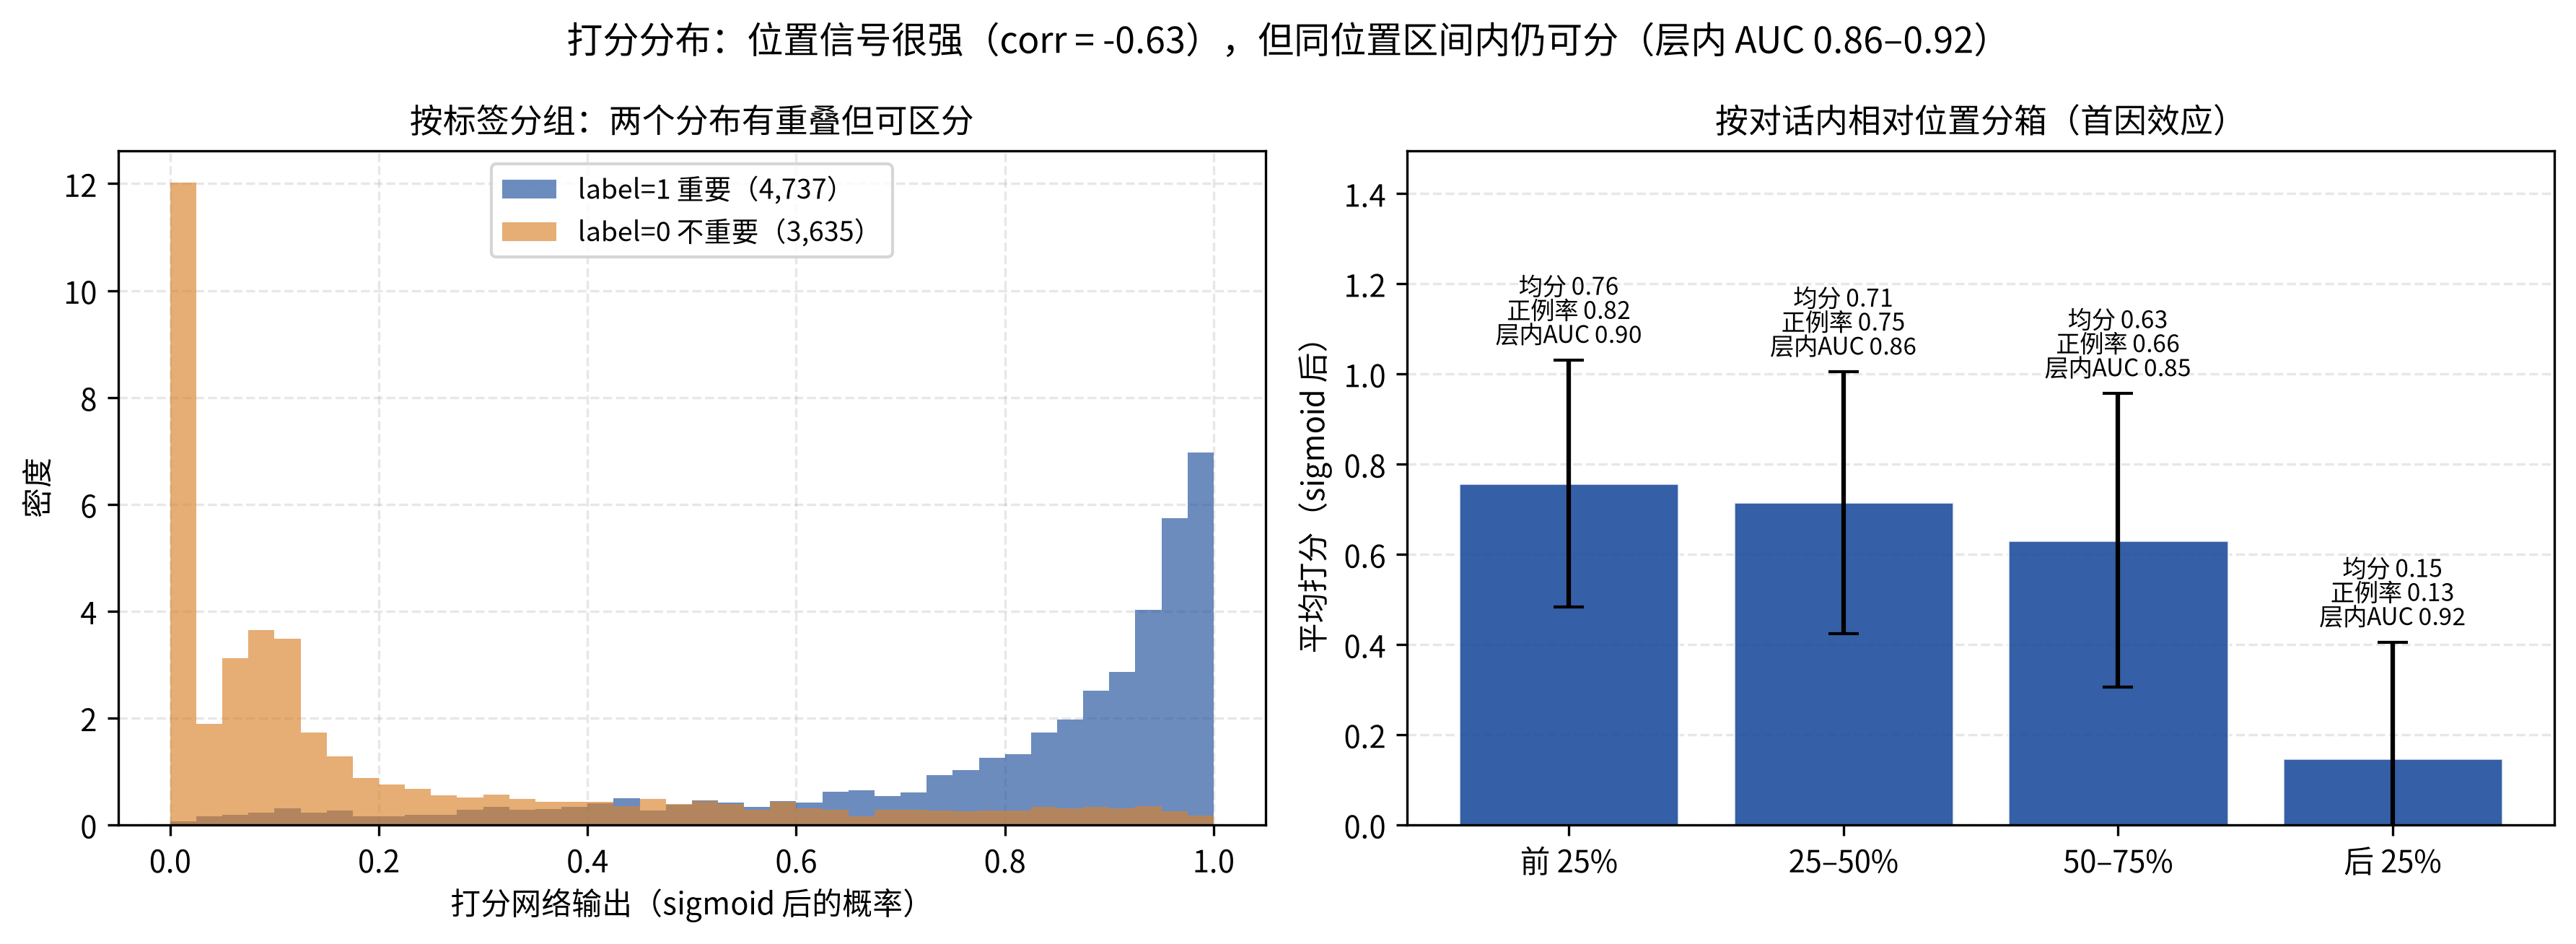 打分分布：位置信号很强（corr = -0.63），但同位置区间内仍可分（层内 AUC 0.86–0.92）
按标签分组：两个分布有重叠但可区分
label=1 重要（4,737）
label=0 不重要（3,635）
密度
12
10
8
6
4
2
0
0.0
0.2
0.4
0.6
0.8
1.0
打分网络输出（sigmoid 后的概率）
按对话内相对位置分箱（首因效应）
平均打分（sigmoid 后）
1.4
1.2
1.0
0.8
0.6
0.4
0.2
0.0
均分 0.76
正例率 0.82
层内AUC 0.90
均分 0.71
正例率 0.75
层内AUC 0.86
均分 0.63
正例率 0.66
层内AUC 0.85
均分 0.15
正例率 0.13
层内AUC 0.92
前 25%
25–50%
50–75%
后 25%